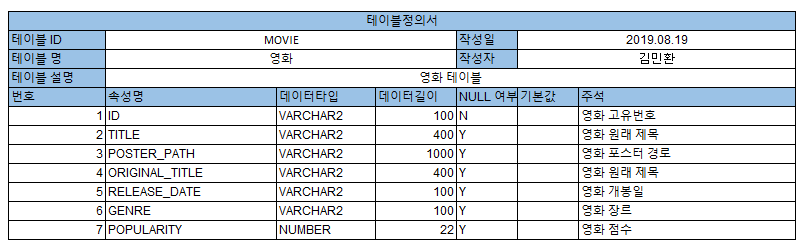 테이블정의서
테이블 ID MOVIE 작성일 2019.08.19
테이블 명 영화 작성자 김민환
테이블 설명 영화 테이블
번호 속성명 데이터타입 데이터길이 NULL 여부 기본값 주석
1 ID VARCHAR2 100 N 영화 고유번호
2 TITLE VARCHAR2 400 Y 영화 원래 제목
3 POSTER_PATH VARCHAR2 1000 Y 영화 포스터 경로
4 ORIGINAL_TITLE VARCHAR2 400 Y 영화 원래 제목
5 RELEASE_DATE VARCHAR2 100 Y 영화 개봉일
6 GENRE VARCHAR2 100 Y 영화 장르
7 POPULARITY NUMBER 22 Y 영화 점수